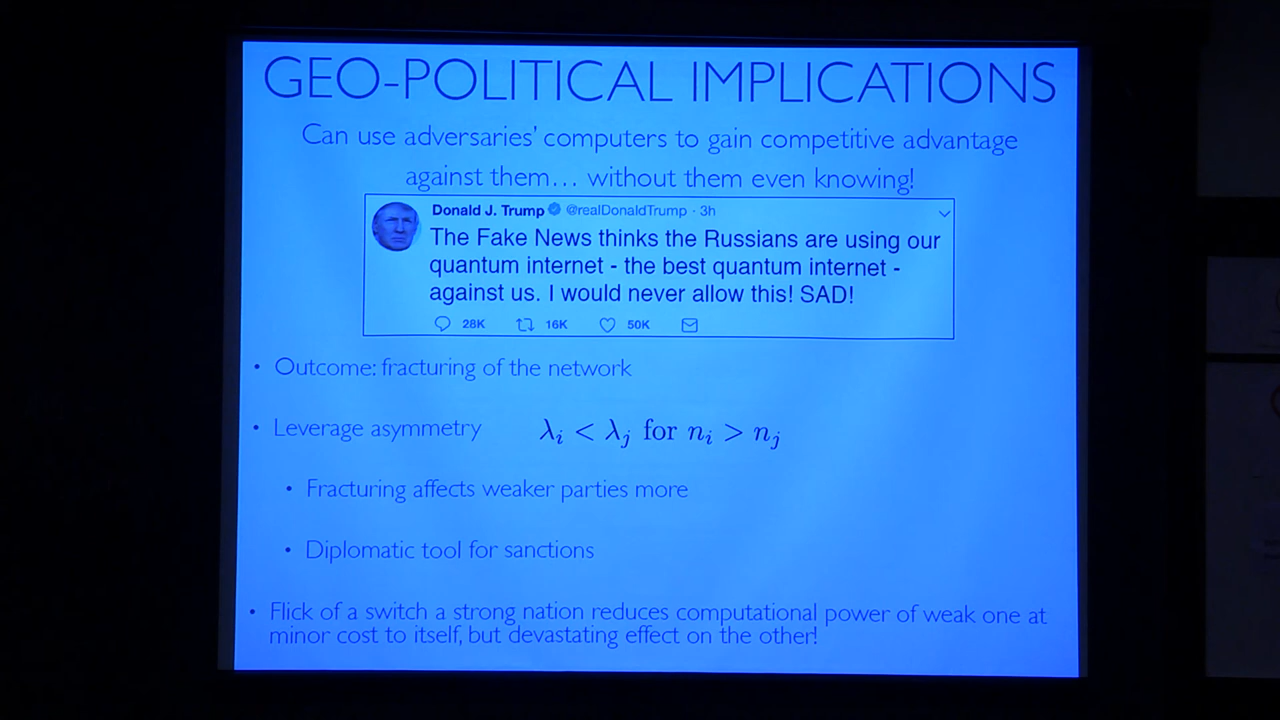 GEO-POLITICAL IMPLICATIONS
Can use adversaries' computers to gain competitive advantage
against them... without them even knowing!
Donald J. Trump @realDonaldTrump · 3h
The Fake News thinks the Russians are using our
quantum internet - the best quantum internet -
against us. I would never allow this! SAD!
28K 16K 50K
• Outcome: fracturing of the network
• Leverage asymmetry λi < λj for ni > nj
• Fracturing affects weaker parties more
• Diplomatic tool for sanctions
• Flick of a switch a strong nation reduces computational power of weak one at
minor cost to itself, but devastating effect on the other!